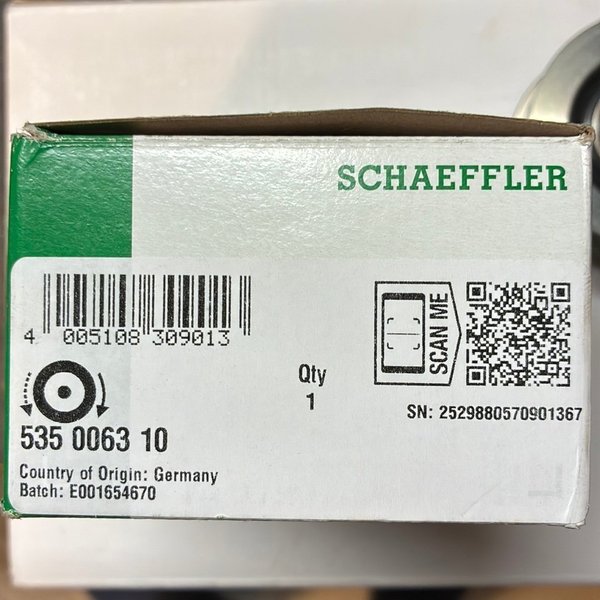 SCHAEFFLER
4 005108 309013
SCAN ME
Qty
1
SN: 2529880570901367
535 0063 10
Country of Origin: Germany
Batch: E001654670